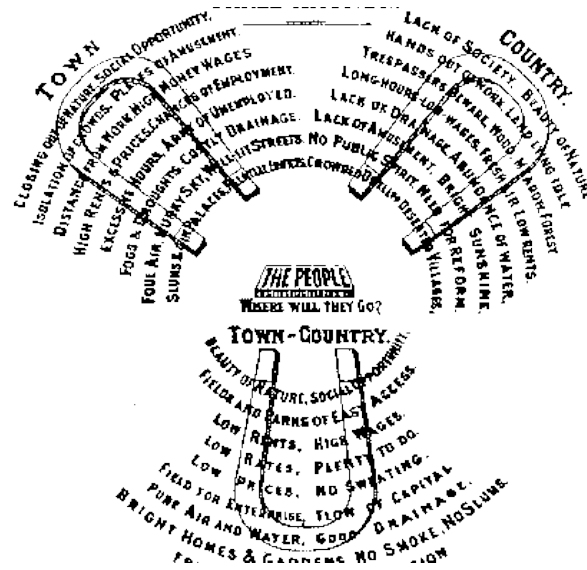 TOWN
CLOSING OUT OF NATURE. SOCIAL OPPORTUNITY.
ISOLATION OF CROWDS. PLACES OF AMUSEMENT.
DISTANCE FROM WORK. HIGH MONEY WAGES
HIGH RENTS & PRICES. CHANCES OF EMPLOYMENT.
EXCESSIVE HOURS. ARMY OF UNEMPLOYED.
FOGS & DROUGHTS. COSTLY DRAINAGE.
FOUL AIR. MURKY SKY. WELL-LIT STREETS.
SLUMS & GIN PALACES. PALATIAL EDIFICES.
COUNTRY.
LACK OF SOCIETY. BEAUTY OF NATURE
HANDS OUT OF WORK. LAND LYING IDLE
TRESPASSERS BEWARE. WOOD, MEADOW, FOREST
LONG HOURS LOW WAGES. FRESH AIR LOW RENTS.
LACK OF DRAINAGE. ABUNDANCE OF WATER.
LACK OF AMUSEMENT. BRIGHT SUNSHINE.
NO PUBLIC SPIRIT. NEED FOR REFORM.
CROWDED DWELLINGS DESERTED VILLAGES,
THE PEOPLE
WHERE WILL THEY GO?
TOWN-COUNTRY.
BEAUTY OF NATURE, SOCIAL OPPORTUNITY.
FIELDS AND PARKS OF EASY ACCESS.
LOW RENTS, HIGH WAGES.
LOW RATES, PLENTY TO DO.
LOW PRICES, NO SWEATING.
FIELD FOR ENTERPRISE, FLOW OF CAPITAL
PURE AIR AND WATER, GOOD DRAINAGE.
BRIGHT HOMES & GARDENS, NO SMOKE, NO SLUMS.